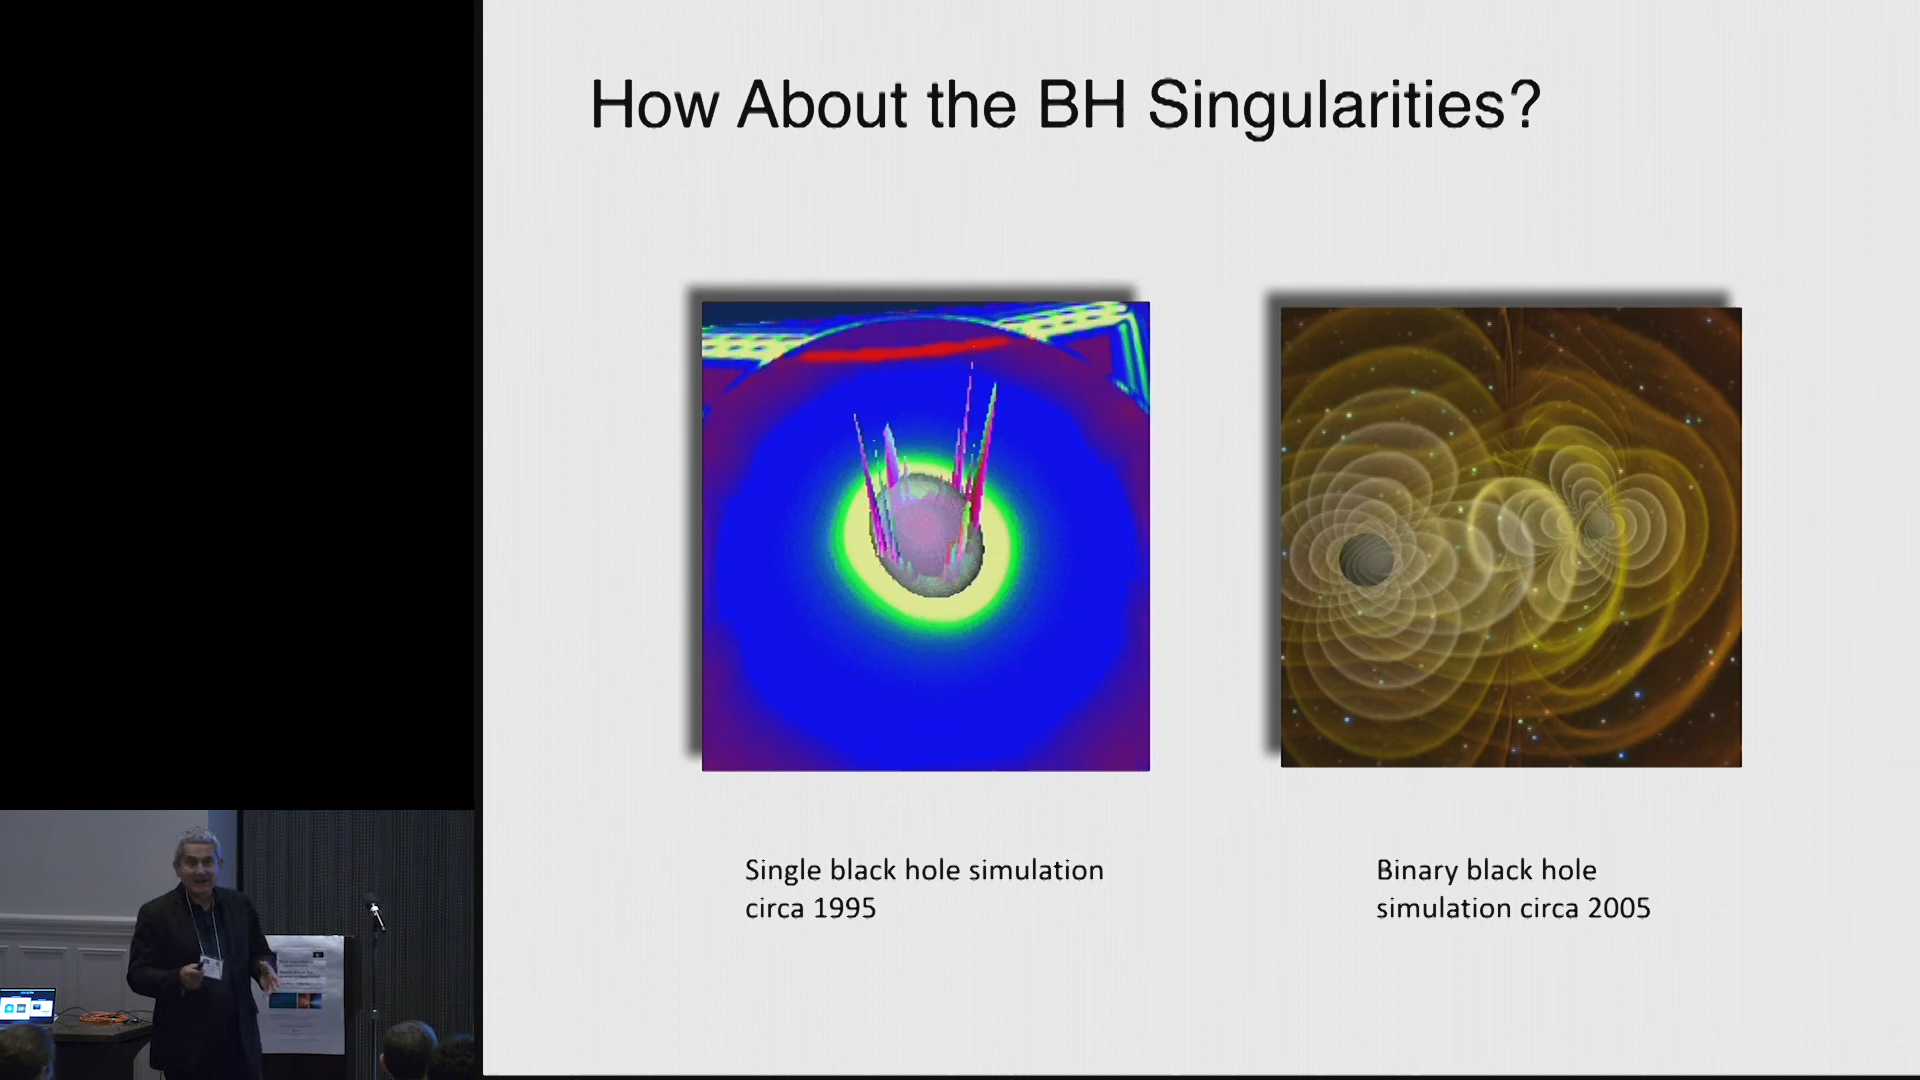 How About the BH Singularities?
Single black hole simulation
circa 1995
Binary black hole
simulation circa 2005